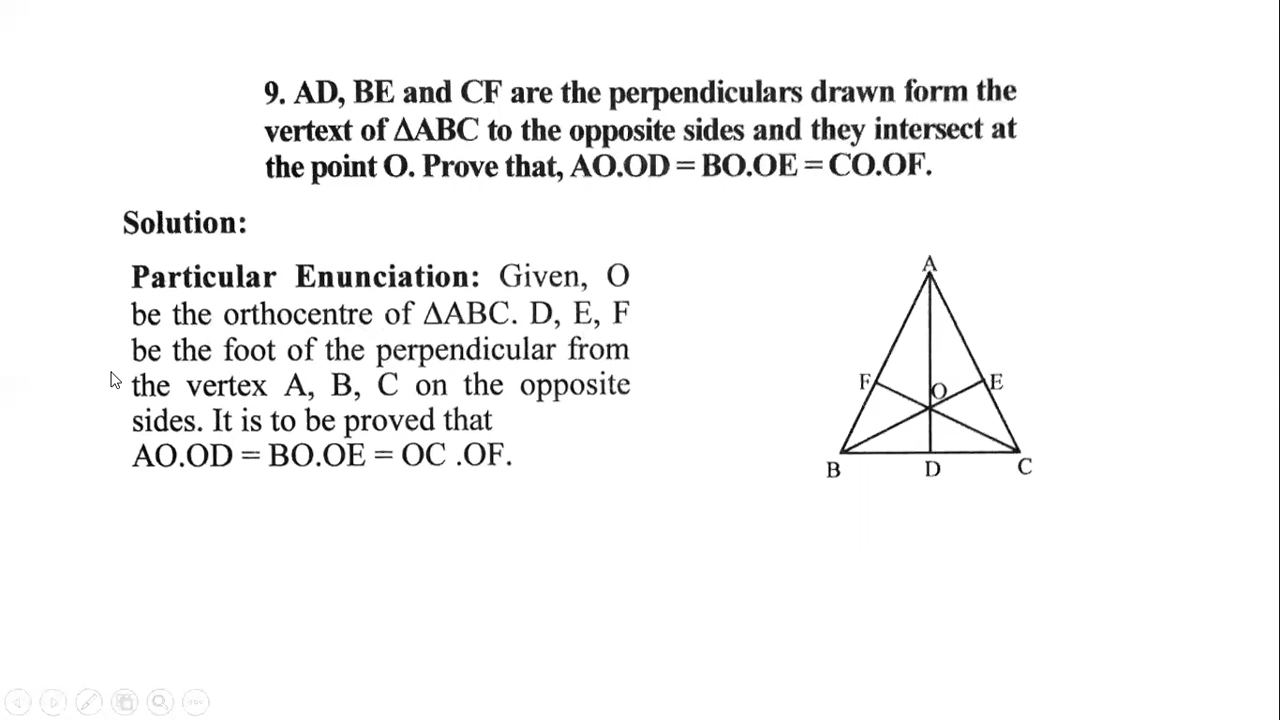 9. AD, BE and CF are the perpendiculars drawn form the
vertext of ΔABC to the opposite sides and they intersect at
the point O. Prove that, AO.OD = BO.OE = CO.OF.
Solution:
Particular Enunciation: Given, O
be the orthocentre of ΔABC. D, E, F
be the foot of the perpendicular from
the vertex A, B, C on the opposite
sides. It is to be proved that
AO.OD = BO.OE = OC .OF.
A
F
O
E
B
D
C